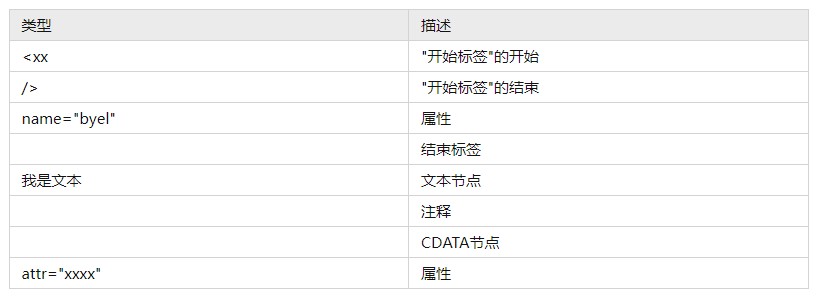 类型 描述
<xx "开始标签"的开始
/> "开始标签"的结束
name="byel" 属性
结束标签
我是文本 文本节点
注释
CDATA节点
attr="xxxx" 属性